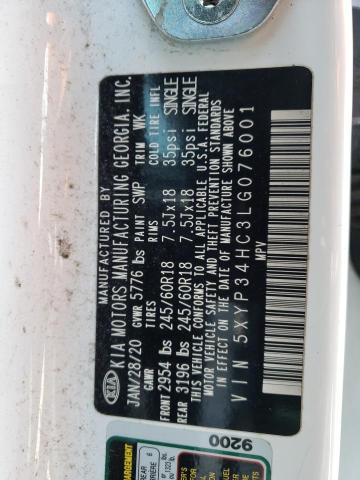 MANUFACTURED BY
KIA MOTORS MANUFACTURING GEORGIA, INC.
KIA
JAN/28/20 GVWR 5776 lbs PAINT SWP TRIM WK
GAWR TIRES RIMS COLD TIRE INFL
FRONT 2954 lbs 245/60R18 7.5Jx18 35psi SINGLE
REAR 3196 lbs 245/60R18 7.5Jx18 35psi SINGLE
THIS VEHICLE CONFORMS TO ALL APPLICABLE U.S.A. FEDERAL
MOTOR VEHICLE SAFETY AND THEFT PREVENTION STANDARDS
IN EFFECT ON THE DATE OF MANUFACTURE SHOWN ABOVE
VIN 5XYP34HC3LG076001
MPV
9200
CHARGEMENT